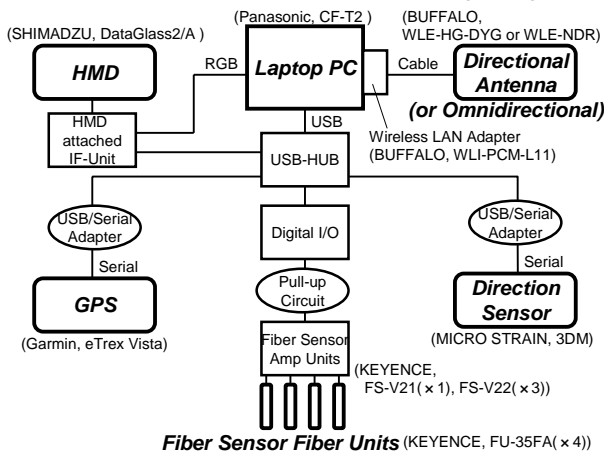 (Panasonic, CF-T2 )
(BUFFALO,
WLE-HG-DYG or WLE-NDR)
(SHIMADZU, DataGlass2/A )
HMD
RGB
Laptop PC
Cable
Directional
Antenna
(or Omnidirectional)
HMD
attached
IF-Unit
USB
Wireless LAN Adapter
(BUFFALO, WLI-PCM-L11)
USB-HUB
USB/Serial
Adapter
Digital I/O
USB/Serial
Adapter
Serial
GPS
(Garmin, eTrex Vista)
Pull-up
Circuit
Serial
Direction
Sensor
(MICRO STRAIN, 3DM)
Fiber Sensor
Amp Units
(KEYENCE,
FS-V21(×1), FS-V22(×3))
Fiber Sensor Fiber Units (KEYENCE, FU-35FA(×4))